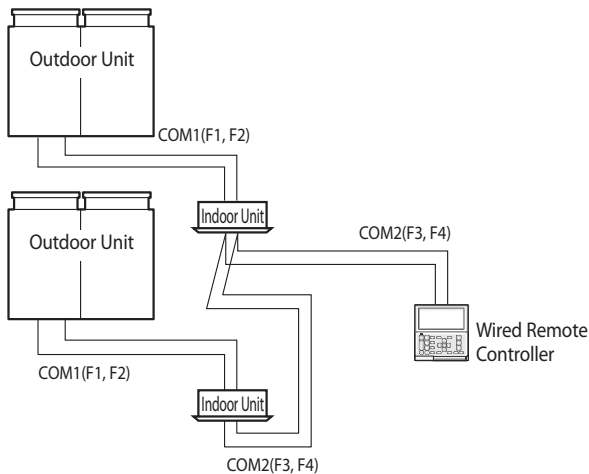 Outdoor Unit
COM1(F1, F2)
Indoor Unit
Outdoor Unit
COM2(F3, F4)
Wired Remote
Controller
COM1(F1, F2)
Indoor Unit
COM2(F3, F4)